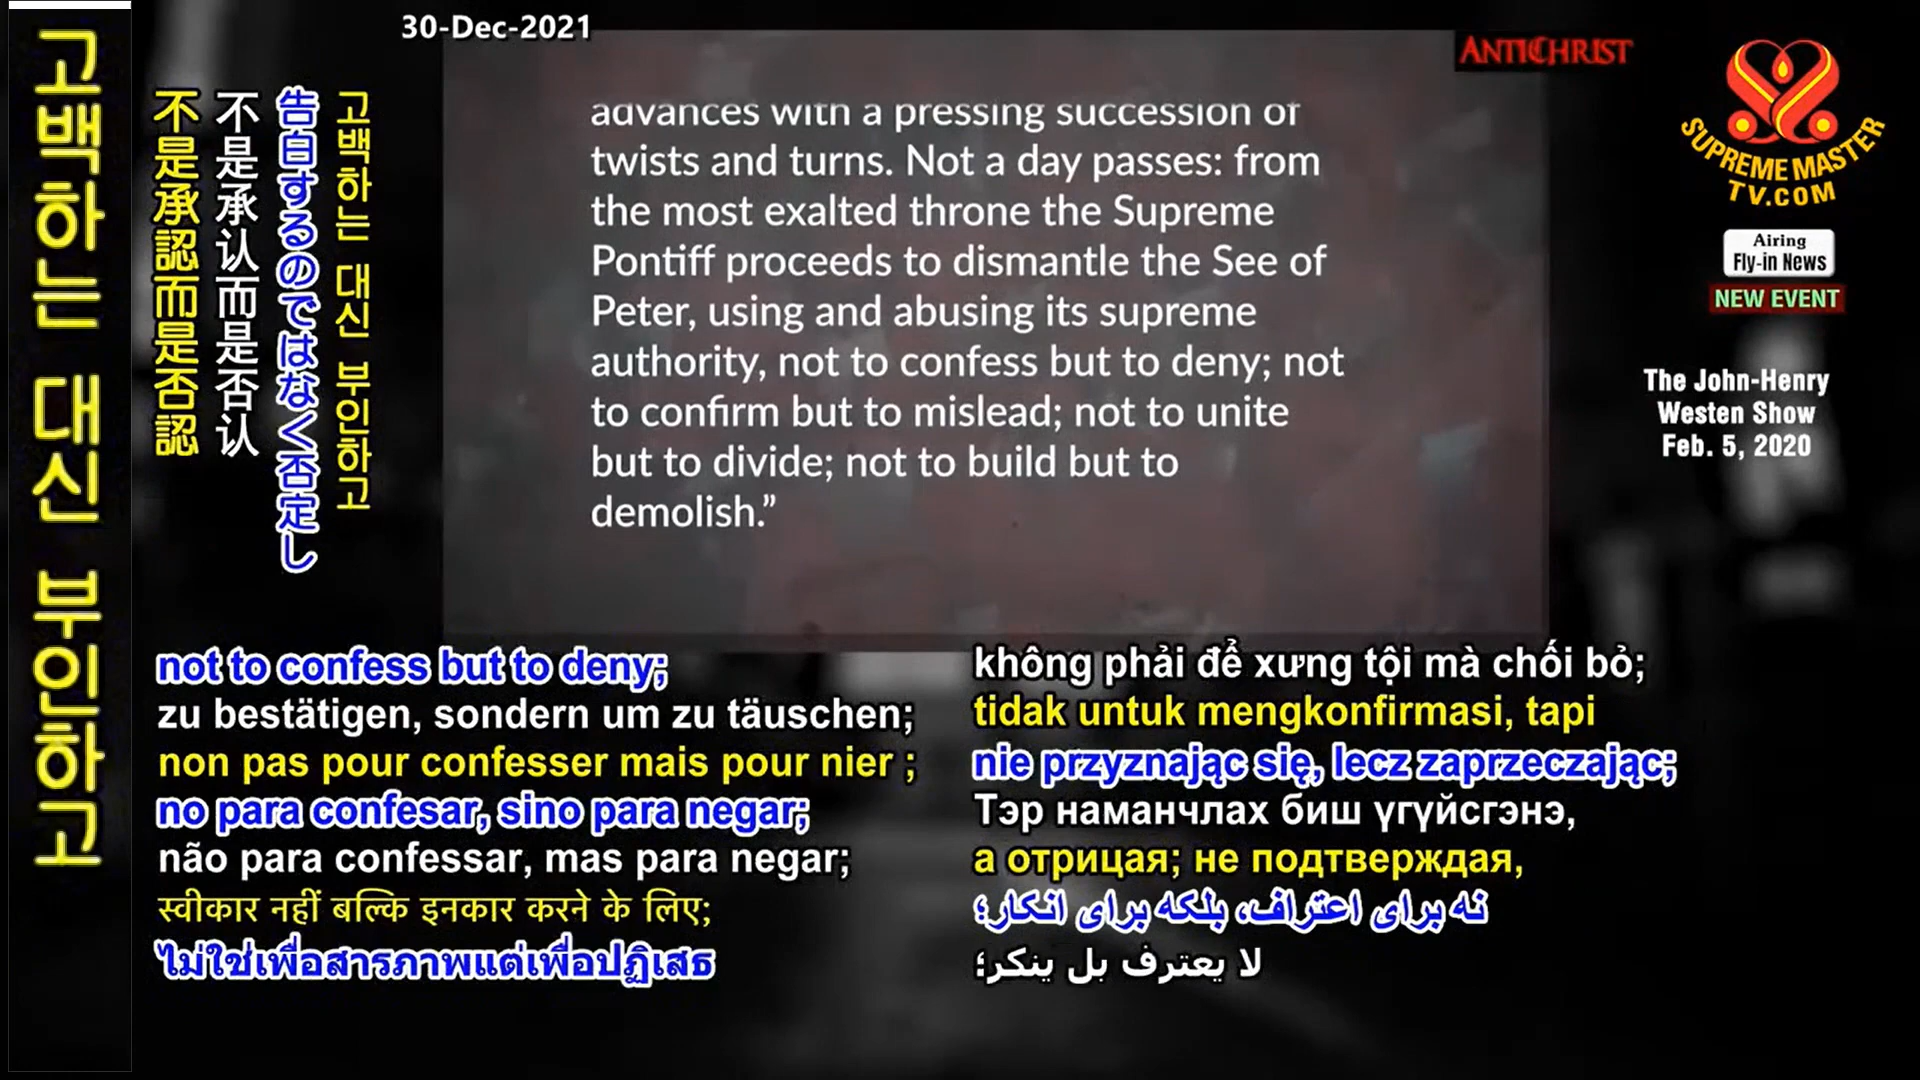 고백하는 대신 부인하고
30-Dec-2021
不是承認而是否認
不是承认而是否认
告白するのではなく否定し
고백하는 대신 부인하고
advances with a pressing succession of
twists and turns. Not a day passes: from
the most exalted throne the Supreme
Pontiff proceeds to dismantle the See of
Peter, using and abusing its supreme
authority, not to confess but to deny; not
to confirm but to mislead; not to unite
but to divide; not to build but to
demolish.”
ANTICHRIST
SUPREME MASTER
TV.COM
Airing
Fly-in News
NEW EVENT
The John-Henry
Westen Show
Feb. 5, 2020
not to confess but to deny;
zu bestätigen, sondern um zu täuschen;
non pas pour confesser mais pour nier ;
no para confesar, sino para negar;
não para confessar, mas para negar;
स्वीकार नहीं बल्कि इनकार करने के लिए;
ไม่ใช่เพื่อสารภาพแต่เพื่อปฏิเสธ
không phải để xưng tội mà chối bỏ;
tidak untuk mengkonfirmasi, tapi
nie przyznając się, lecz zaprzeczając;
Тэр наманчлах биш үгүйсгэнэ,
а отрицая; не подтверждая,
نه برای اعتراف، بلکه برای انکار؛
لا يعترف بل ينكر؛